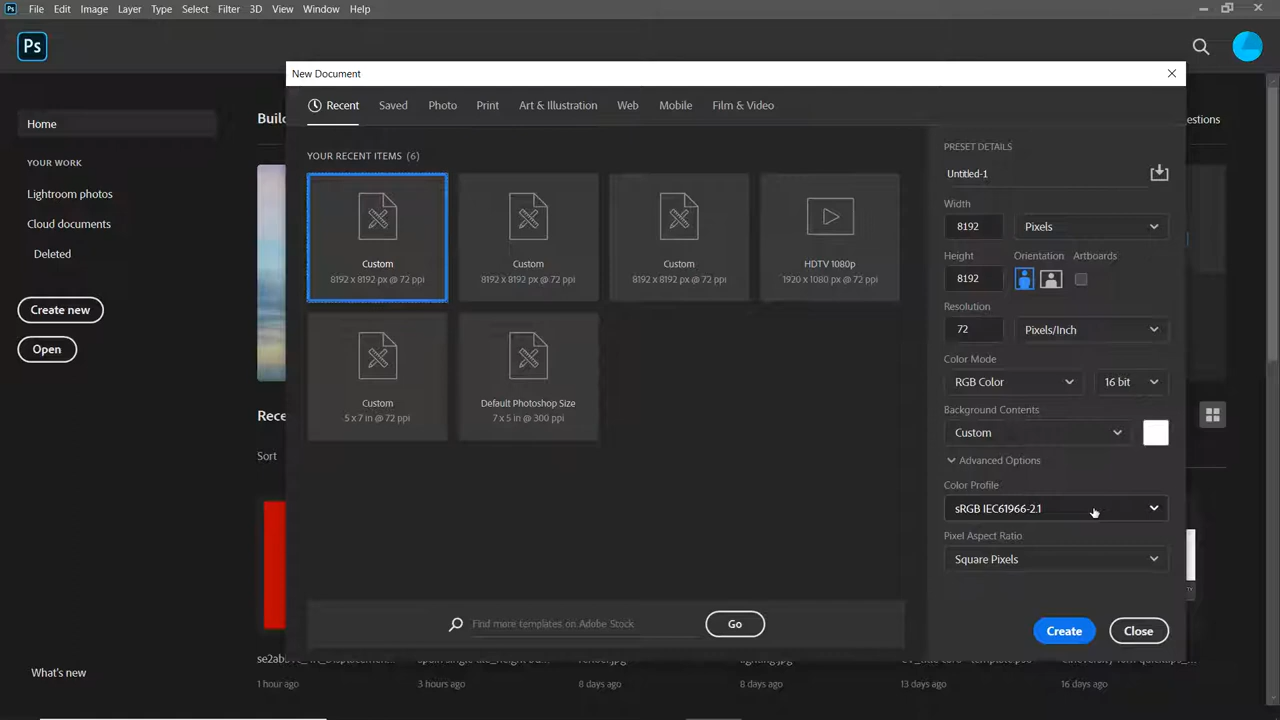 Ps File Edit Image Layer Type Select Filter 3D View Window Help
Ps
New Document
Home
YOUR WORK
Lightroom photos
Cloud documents
Deleted
Create new
Open
What's new
Recent Saved Photo Print Art & Illustration Web Mobile Film & Video
YOUR RECENT ITEMS (6)
Custom
8192 x 8192 px @ 72 ppi
Custom
8192 x 8192 px @ 72 ppi
Custom
8192 x 8192 px @ 72 ppi
HDTV 1080p
1920 x 1080 px @ 72 ppi
Custom
5 x 7 in @ 72 ppi
Default Photoshop Size
7 x 5 in @ 300 ppi
Find more templates on Adobe Stock
Go
PRESET DETAILS
Untitled-1
Width
8192 Pixels
Height Orientation Artboards
8192
Resolution
72 Pixels/Inch
Color Mode
RGB Color 16 bit
Background Contents
Custom
Advanced Options
Color Profile
sRGB IEC61966-2.1
Pixel Aspect Ratio
Square Pixels
Create Close
Sort
1 hour ago 3 hours ago 8 days ago 8 days ago 13 days ago 16 days ago